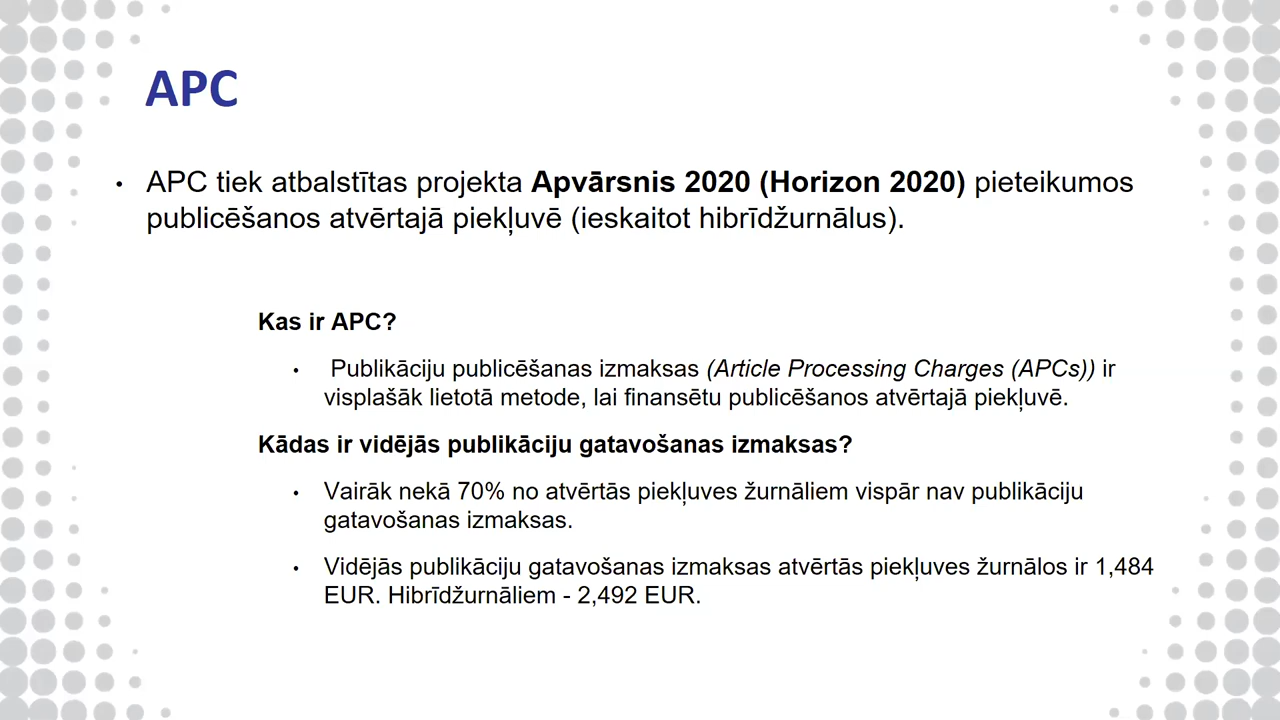 APC
• APC tiek atbalstītas projekta Apvārsnis 2020 (Horizon 2020) pieteikumos
publicēšanos atvērtajā piekļuvē (ieskaitot hibrīdžurnālus).
Kas ir APC?
• Publikāciju publicēšanas izmaksas (Article Processing Charges (APCs)) ir
visplašāk lietotā metode, lai finansētu publicēšanos atvērtajā piekļuvē.
Kādas ir vidējās publikāciju gatavošanas izmaksas?
• Vairāk nekā 70% no atvērtās piekļuves žurnāliem vispār nav publikāciju
gatavošanas izmaksas.
• Vidējās publikāciju gatavošanas izmaksas atvērtās piekļuves žurnālos ir 1,484
EUR. Hibrīdžurnāliem - 2,492 EUR.